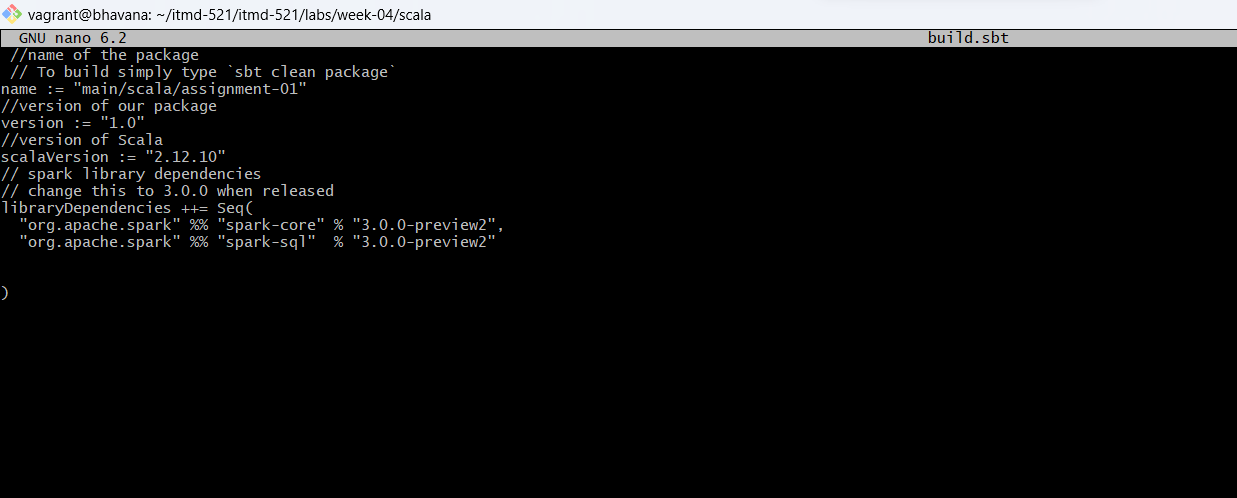 vagrant@bhavana: ~/itmd-521/itmd-521/labs/week-04/scala
GNU nano 6.2 build.sbt
//name of the package
// To build simply type `sbt clean package`
name := "main/scala/assignment-01"
//version of our package
version := "1.0"
//version of Scala
scalaVersion := "2.12.10"
// spark library dependencies
// change this to 3.0.0 when released
libraryDependencies ++= Seq(
"org.apache.spark" %% "spark-core" % "3.0.0-preview2",
"org.apache.spark" %% "spark-sql"  % "3.0.0-preview2"
)